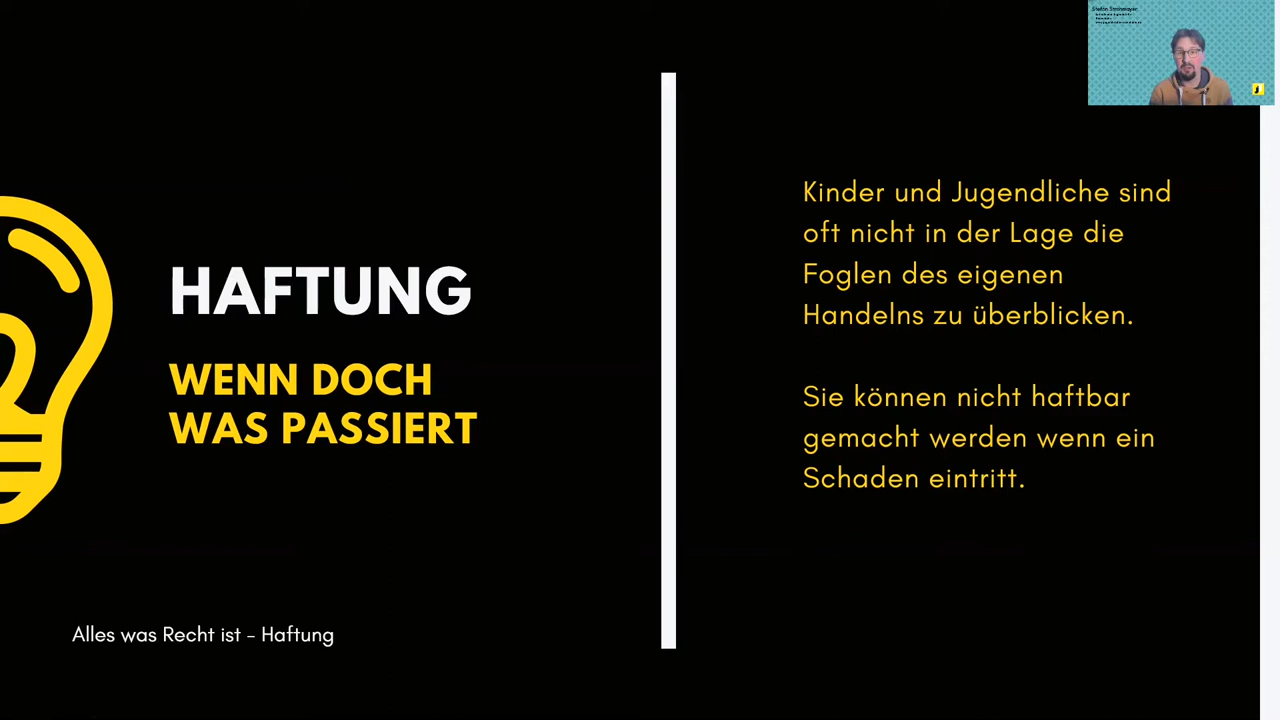 HAFTUNG
WENN DOCH
WAS PASSIERT
Alles was Recht ist - Haftung
Kinder und Jugendliche sind
oft nicht in der Lage die
Foglen des eigenen
Handelns zu überblicken.
Sie können nicht haftbar
gemacht werden wenn ein
Schaden eintritt.